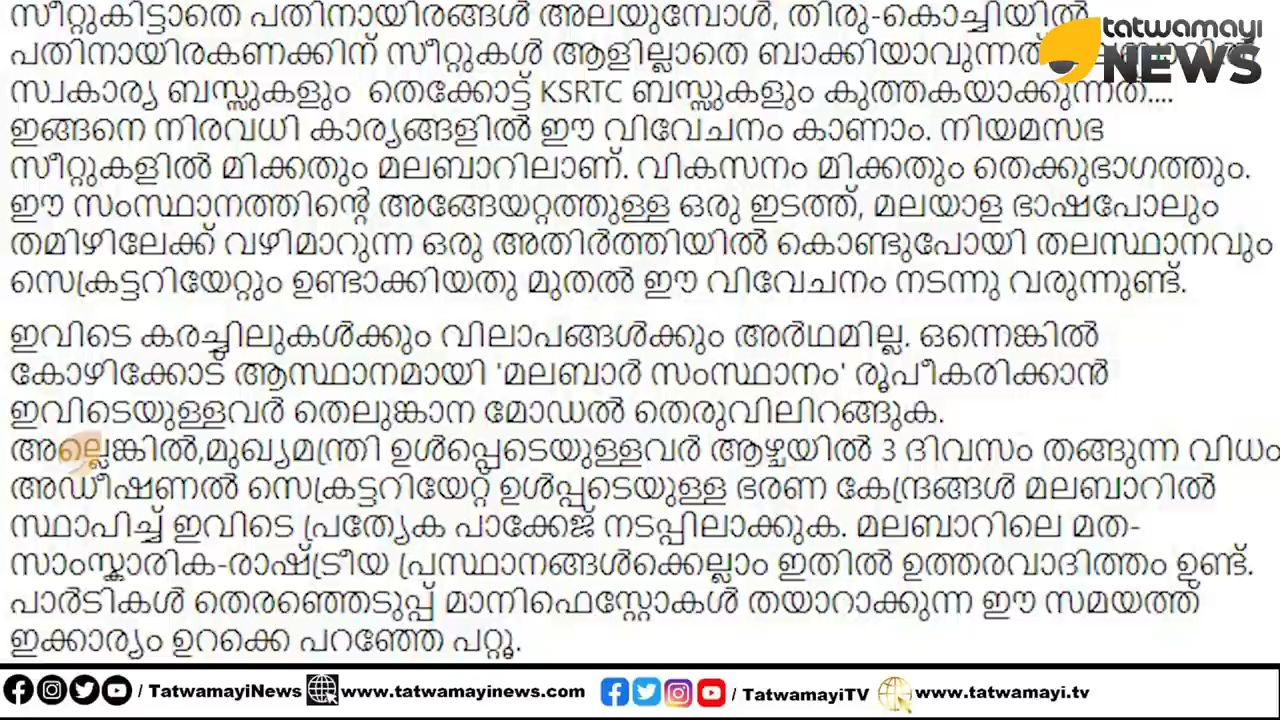 സീറ്റുകിട്ടാതെ പതിനായിരങ്ങൾ അലയുമ്പോൾ, തിരു-കൊച്ചിയിൽ
tatwamayi
പതിനായിരകണക്കിന് സീറ്റുകൾ ആളില്ലാതെ ബാക്കിയാവുന്നത്
NEWS
സ്വകാര്യ ബസ്സുകളും തെക്കോട്ട് KSRTC ബസ്സുകളും കുത്തകയാക്കുന്നത്....
ഇങ്ങനെ നിരവധി കാര്യങ്ങളിൽ ഈ വിവേചനം കാണാം. നിയമസഭ
സീറ്റുകളിൽ മിക്കതും മലബാറിലാണ്. വികസനം മിക്കതും തെക്കുഭാഗത്തും.
ഈ സംസ്ഥാനത്തിന്റെ അങ്ങേയറ്റത്തുള്ള ഒരു ഇടത്ത്, മലയാള ഭാഷപോലും
തമിഴിലേക്ക് വഴിമാറുന്ന ഒരു അതിർത്തിയിൽ കൊണ്ടുപോയി തലസ്ഥാനവും
സെക്രട്ടറിയേറ്റും ഉണ്ടാക്കിയതു മുതൽ ഈ വിവേചനം നടന്നു വരുന്നുണ്ട്.
ഇവിടെ കരച്ചിലുകൾക്കും വിലാപങ്ങൾക്കും അർഥമില്ല. ഒന്നെങ്കിൽ
കോഴിക്കോട് ആസ്ഥാനമായി 'മലബാർ സംസ്ഥാനം' രൂപീകരിക്കാൻ
ഇവിടെയുള്ളവർ തെലുങ്കാന മോഡൽ തെരുവിലിറങ്ങുക.
അല്ലെങ്കിൽ,മുഖ്യമന്ത്രി ഉൾപ്പെടെയുള്ളവർ ആഴ്ചയിൽ 3 ദിവസം തങ്ങുന്ന വിധം
അഡീഷണൽ സെക്രട്ടറിയേറ്റ് ഉൾപ്പടെയുള്ള ഭരണ കേന്ദ്രങ്ങൾ മലബാറിൽ
സ്ഥാപിച്ച് ഇവിടെ പ്രത്യേക പാക്കേജ് നടപ്പിലാക്കുക. മലബാറിലെ മത-
സാംസ്കാരിക-രാഷ്ട്രീയ പ്രസ്ഥാനങ്ങൾക്കെല്ലാം ഇതിൽ ഉത്തരവാദിത്തം ഉണ്ട്.
പാർടികൾ തെരഞ്ഞെടുപ്പ് മാനിഫെസ്റ്റോകൾ തയാറാക്കുന്ന ഈ സമയത്ത്
ഇക്കാര്യം ഉറക്കെ പറഞ്ഞേ പറ്റൂ.
/ TatwamayiNews www.tatwamayinews.com / TatwamayiTV www.tatwamayi.tv